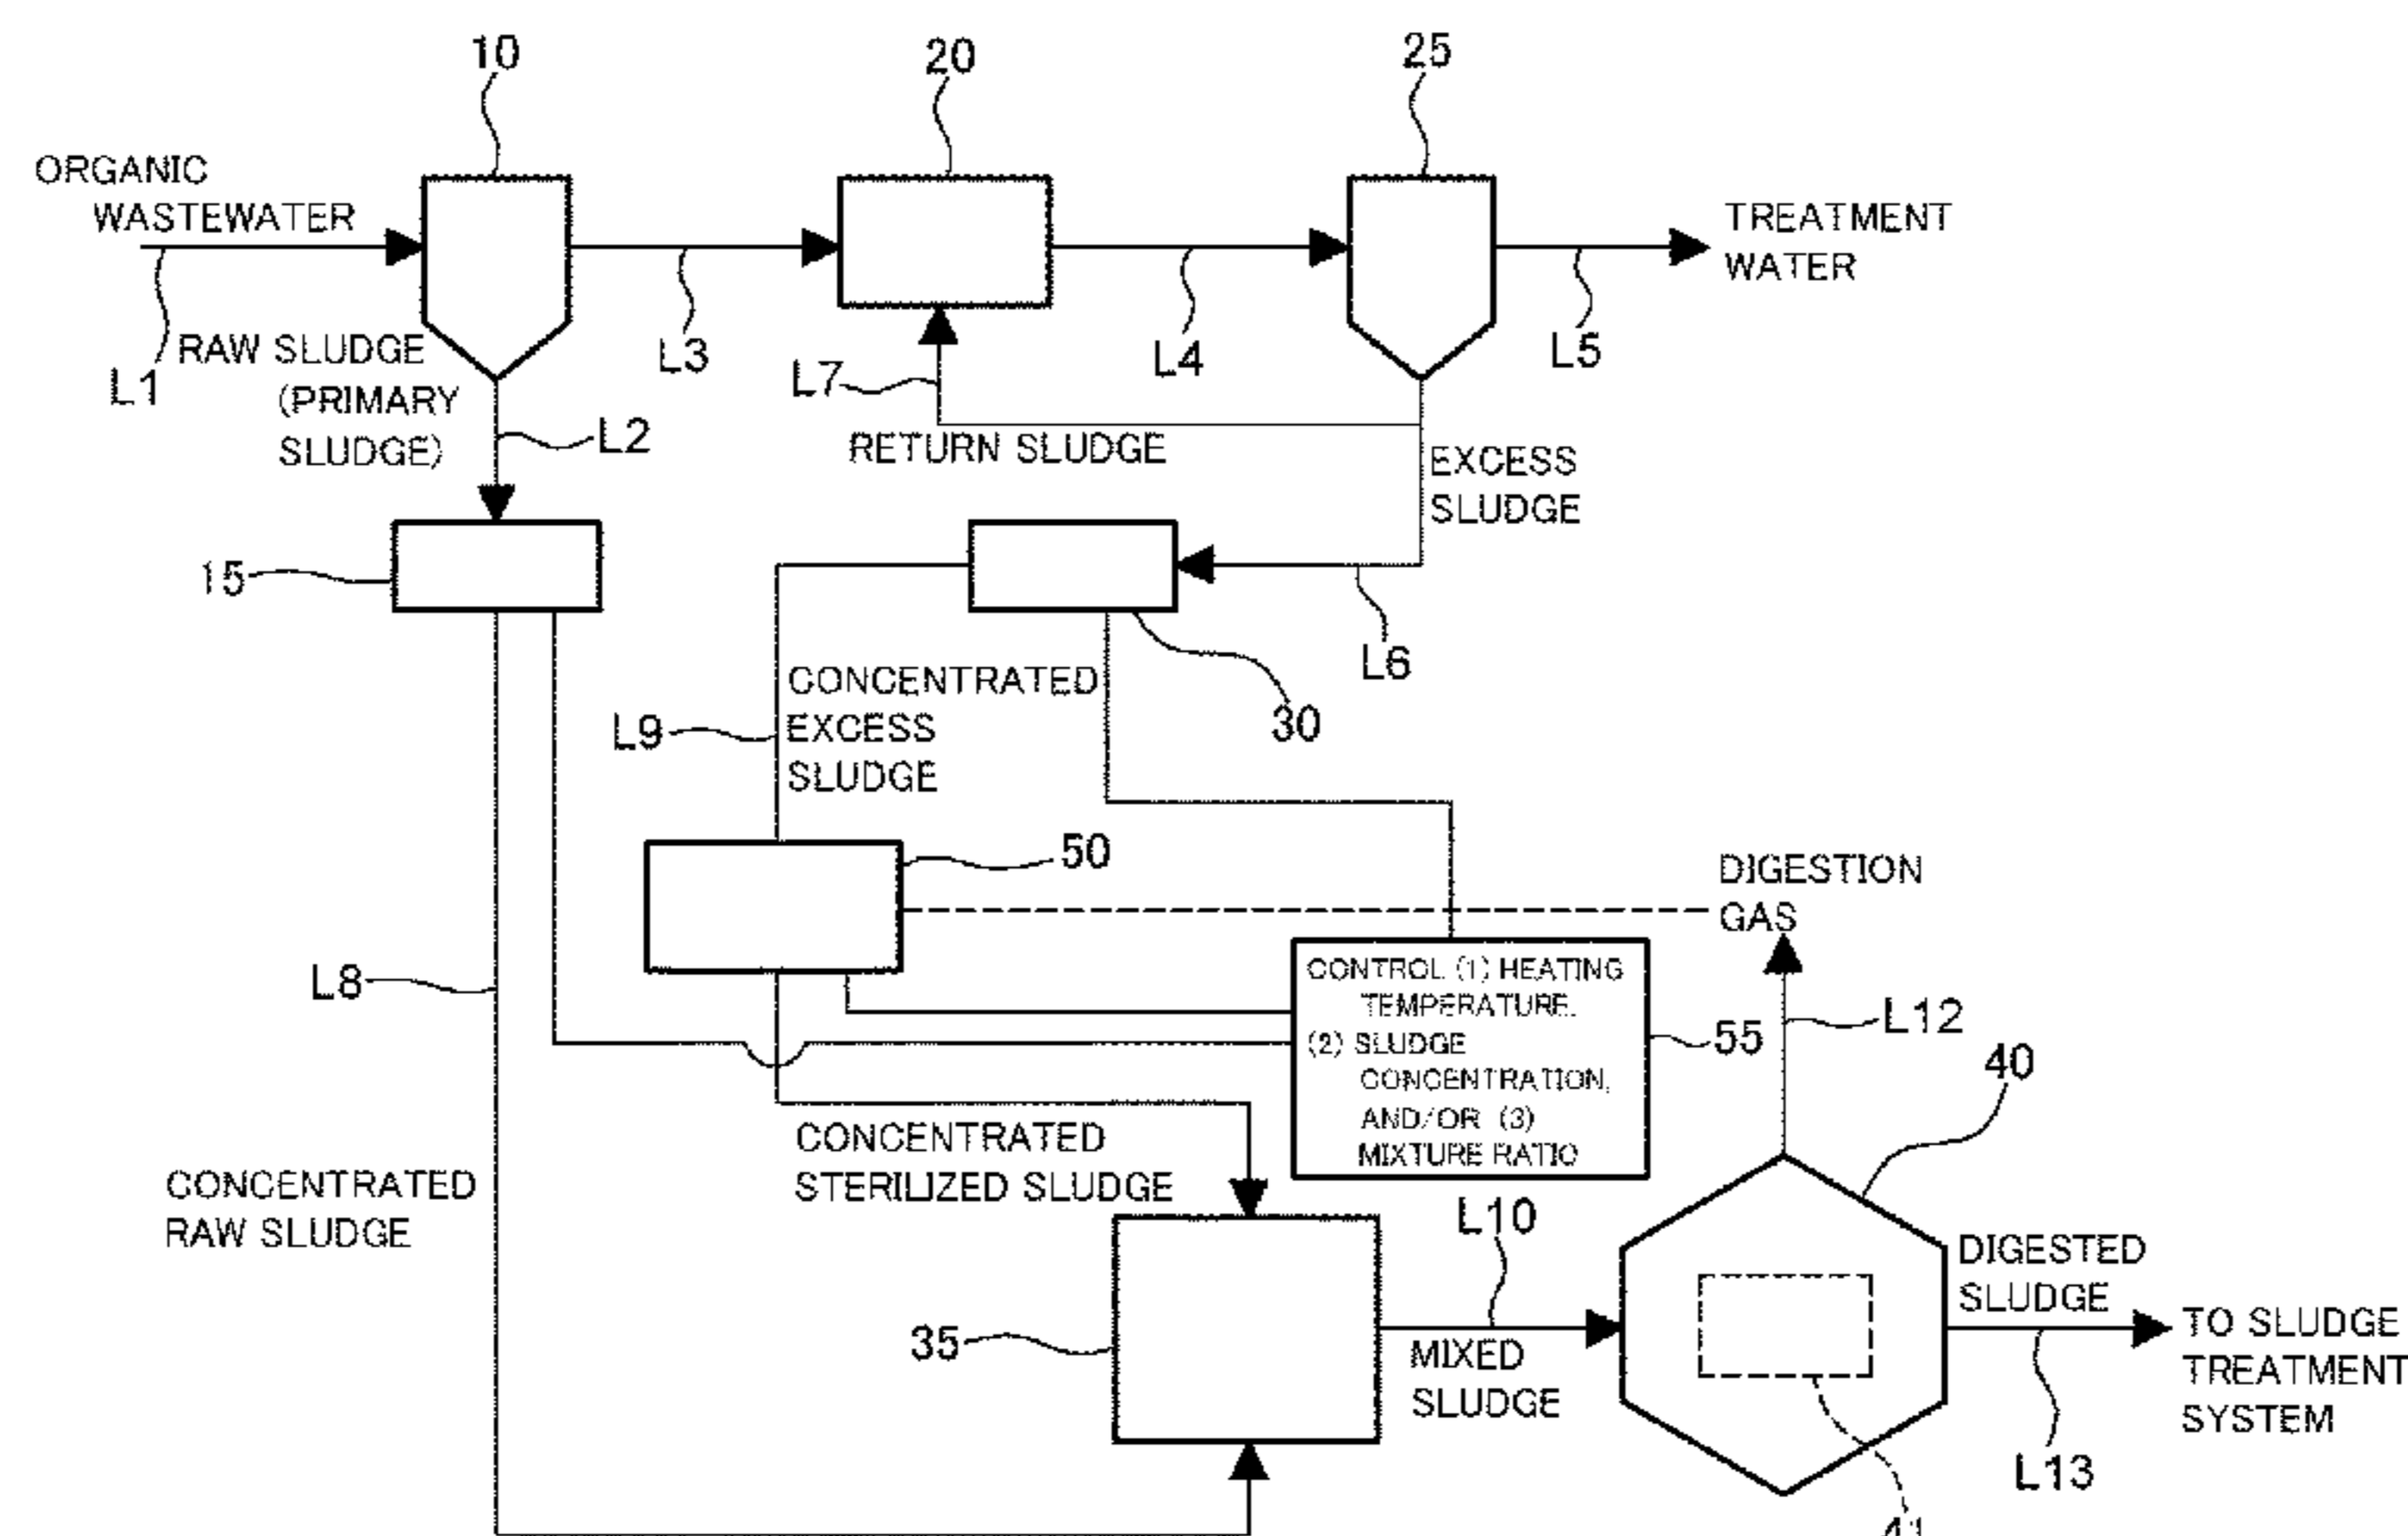 10
20
25
ORGANIC
WASTEWATER
TREATMENT
WATER
L1
RAW SLUDGE
(PRIMARY
SLUDGE)
L2
L3
L7
L4
L5
RETURN SLUDGE
EXCESS
SLUDGE
15
L6
30
L9
CONCENTRATED
EXCESS
SLUDGE
50
DIGESTION
GAS
L8
CONTROL (1) HEATING
TEMPERATURE,
(2) SLUDGE
CONCENTRATION,
AND/OR (3)
MIXTURE RATIO
55
L12
40
CONCENTRATED
STERILIZED SLUDGE
CONCENTRATED
RAW SLUDGE
L10
35
MIXED
SLUDGE
DIGESTED
SLUDGE
TO SLUDGE
TREATMENT
SYSTEM
L13
41